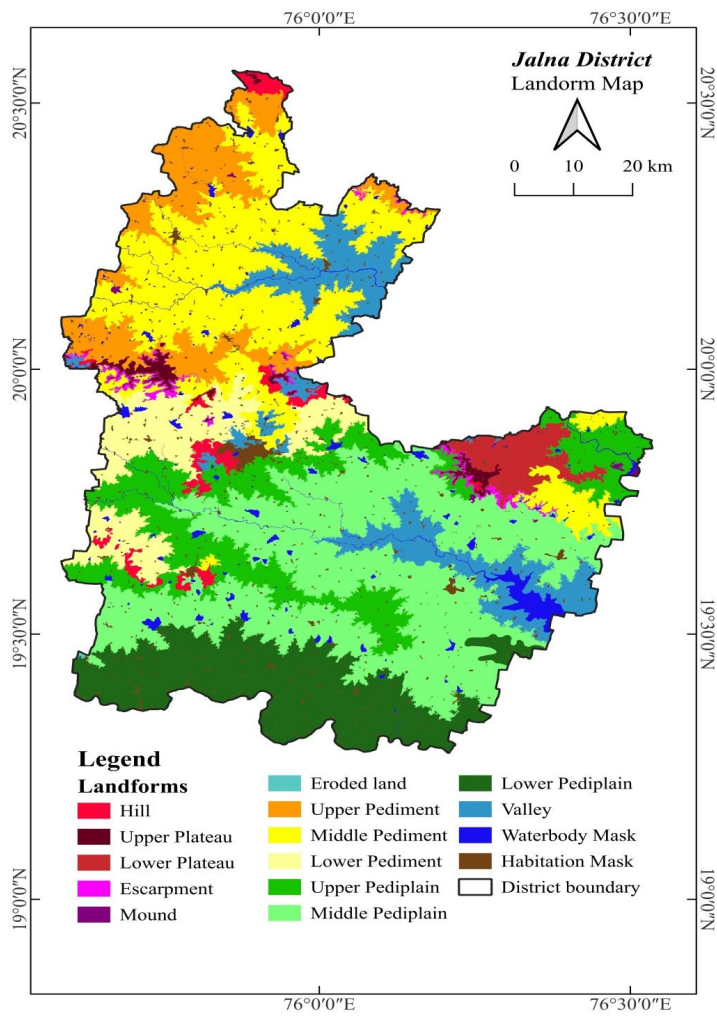 76°0'0"E 76°30'0"E
Jalna District
Landorm Map
0 10 20 km
20°30'0"N 20°30'0"N
20°0'0"N 20°0'0"N
19°30'0"N 19°30'0"N
19°0'0"N 19°0'0"N
Legend
Landforms
Hill
Upper Plateau
Lower Plateau
Escarpment
Mound
Eroded land
Upper Pediment
Middle Pediment
Lower Pediment
Upper Pediplain
Middle Pediplain
Lower Pediplain
Valley
Waterbody Mask
Habitation Mask
District boundary
76°0'0"E 76°30'0"E